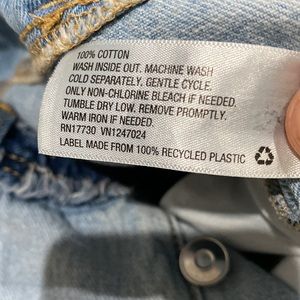 100% COTTON
WASH INSIDE OUT. MACHINE WASH
COLD SEPARATELY. GENTLE CYCLE.
ONLY NON-CHLORINE BLEACH IF NEEDED.
TUMBLE DRY LOW. REMOVE PROMPTLY.
WARM IRON IF NEEDED.
RN17730 VN1247024
LABEL MADE FROM 100% RECYCLED PLASTIC